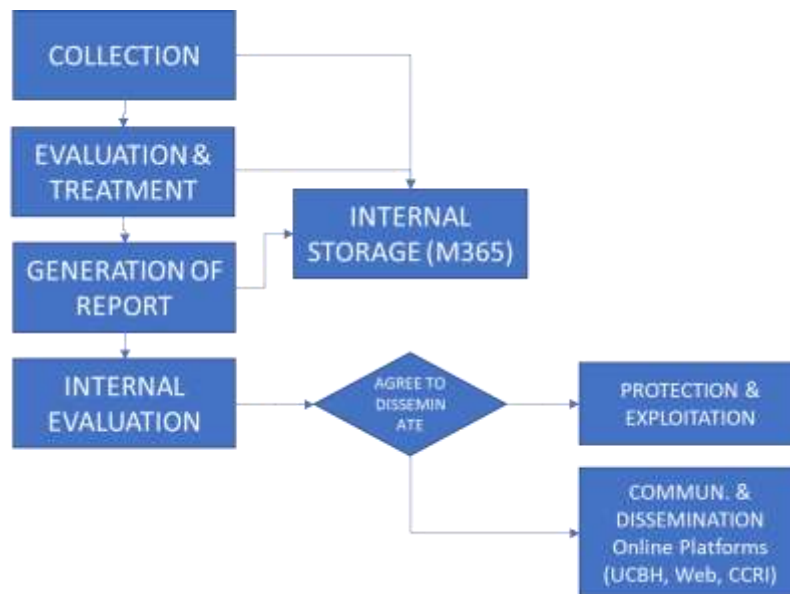 COLLECTION
EVALUATION &
TREATMENT
INTERNAL
STORAGE (M365)
GENERATION OF
REPORT
INTERNAL
EVALUATION
AGREE TO
DISSEMIN
ATE
PROTECTION &
EXPLOITATION
COMMUN. &
DISSEMINATION
Online Platforms
(UCBH, Web, CCRI)